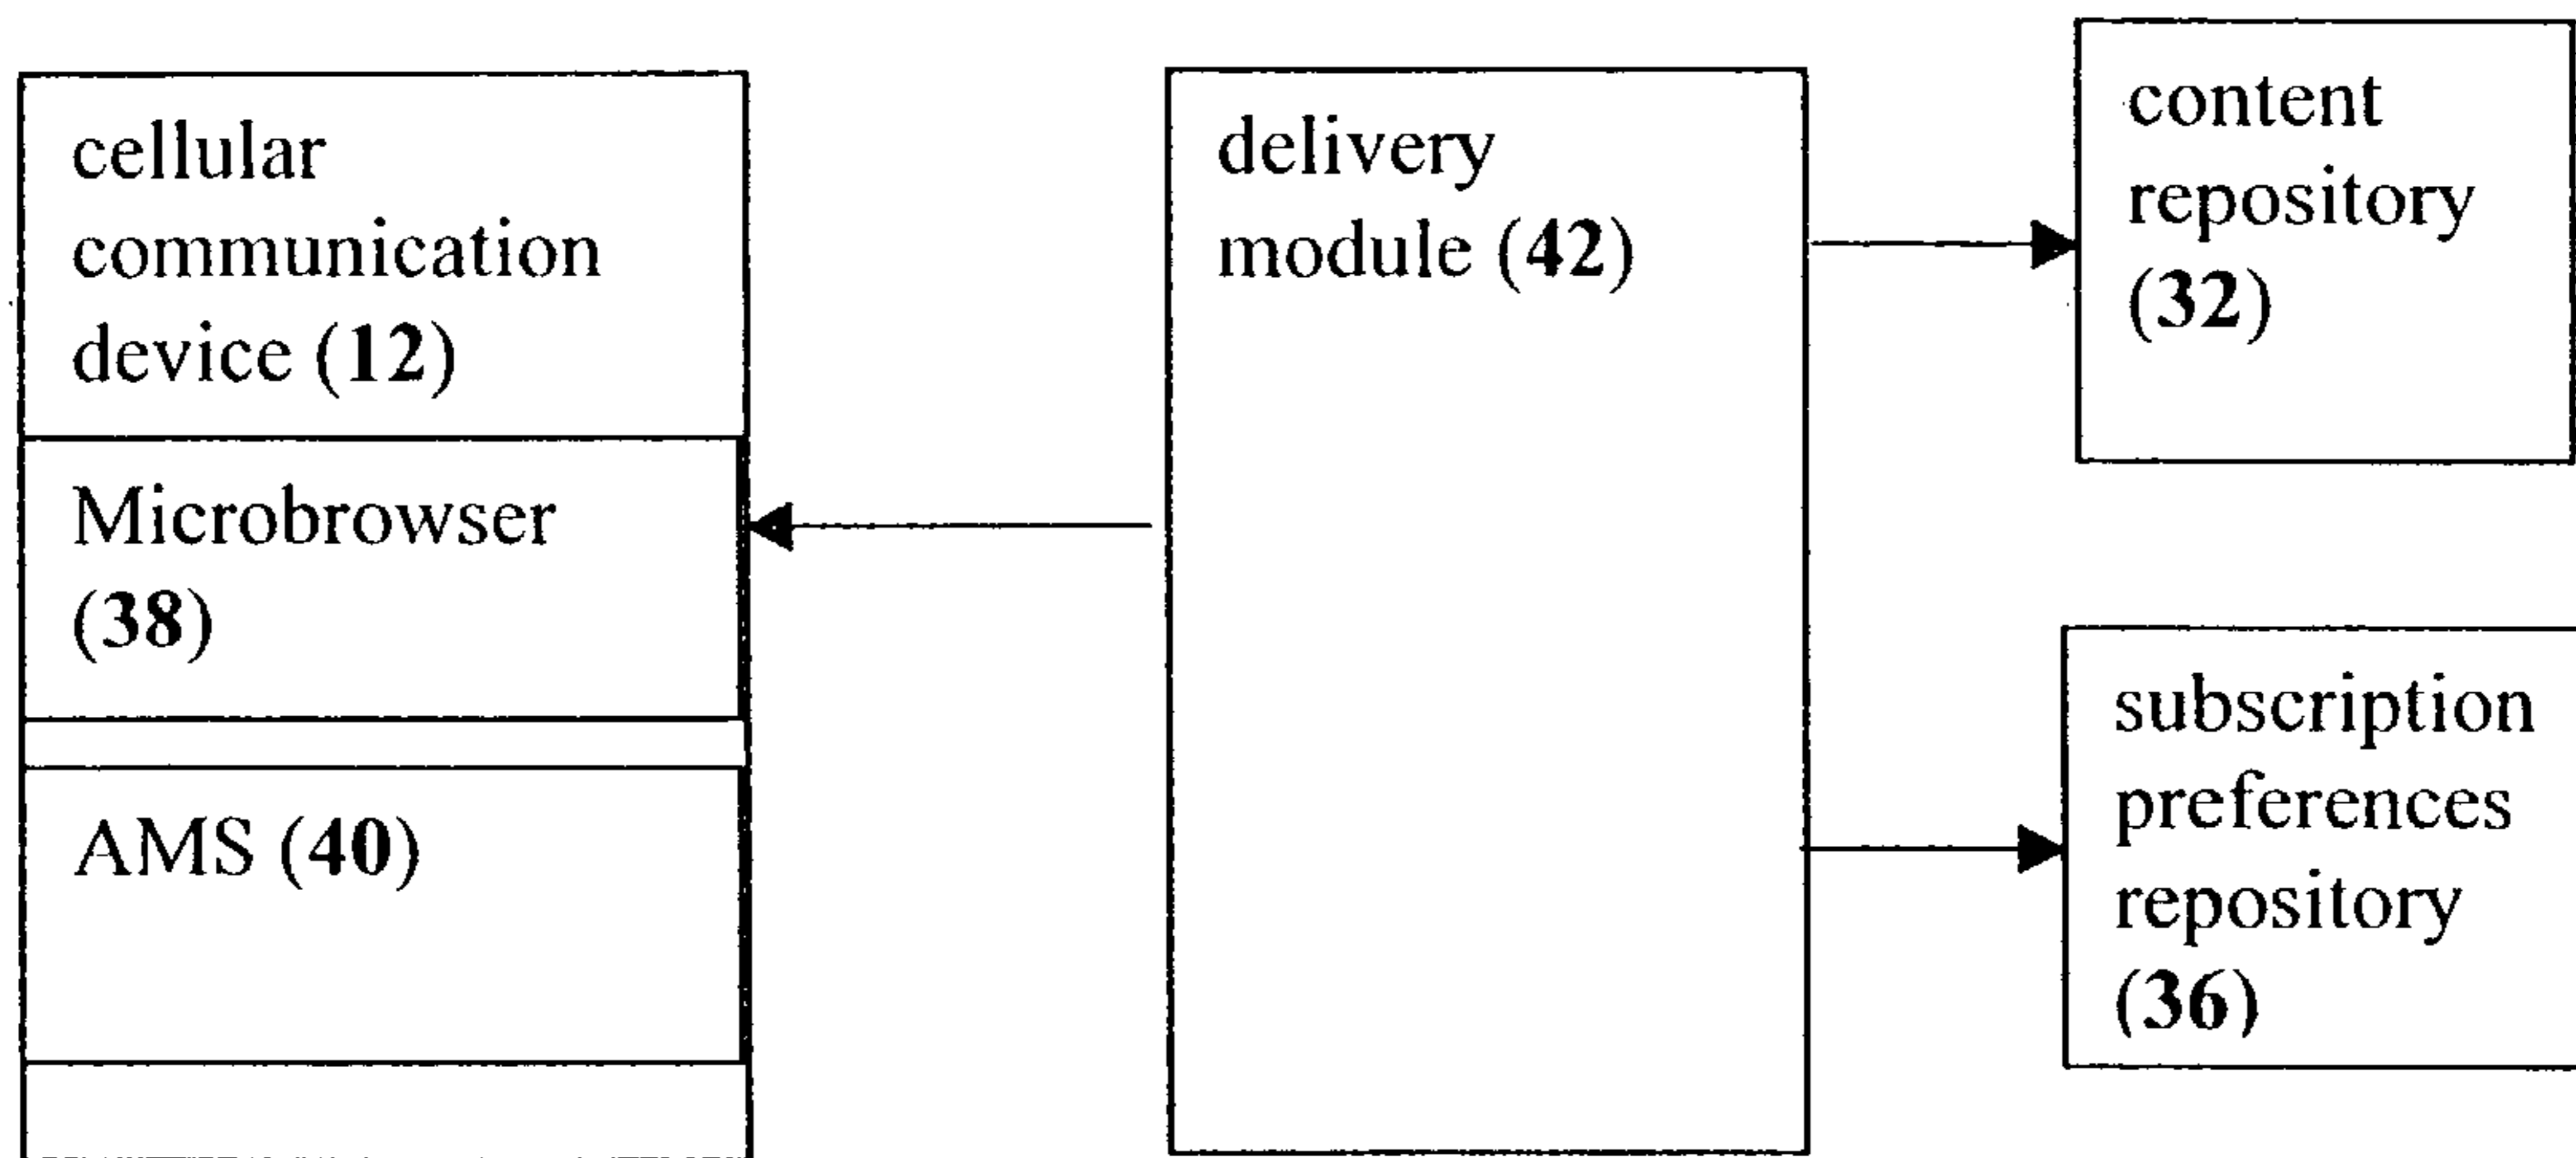 cellular
communication
device (12)
Microbrowser
(38)
AMS (40)
delivery
module (42)
content
repository
(32)
subscription
preferences
repository
(36)